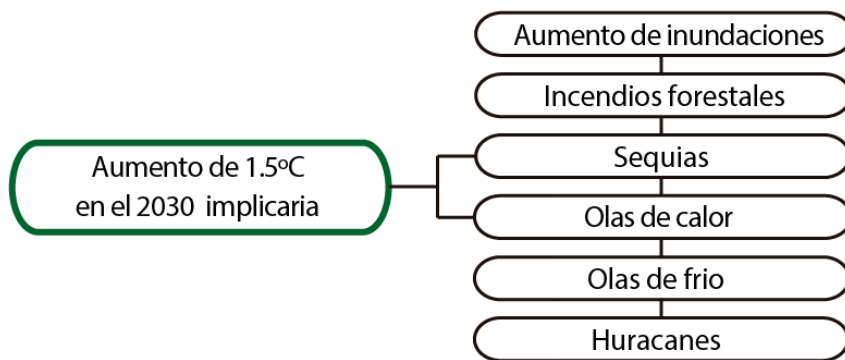 Aumento de 1.5ºC
en el 2030 implicaria
Aumento de inundaciones
Incendios forestales
Sequias
Olas de calor
Olas de frio
Huracanes